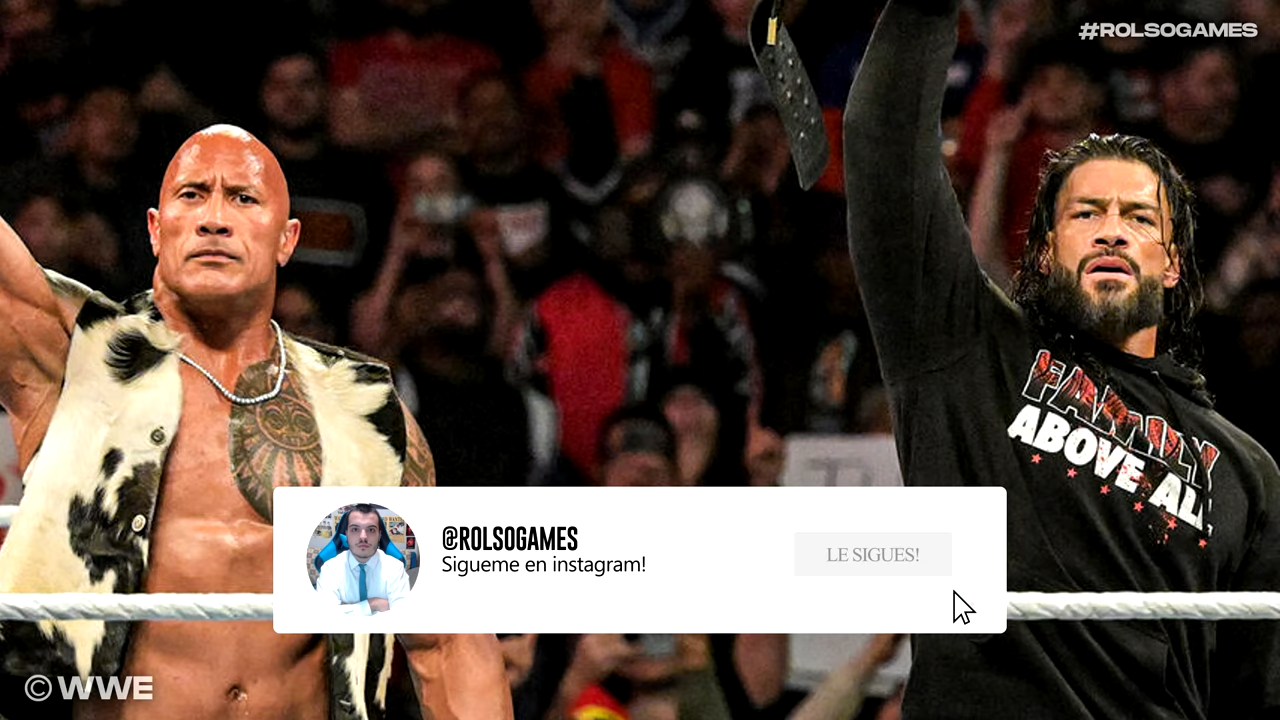 #ROLSOGAMES
FAMILY
ABOVE ALL
@ROLSOGAMES
Sigueme en instagram!
LE SIGUES!
© WWE